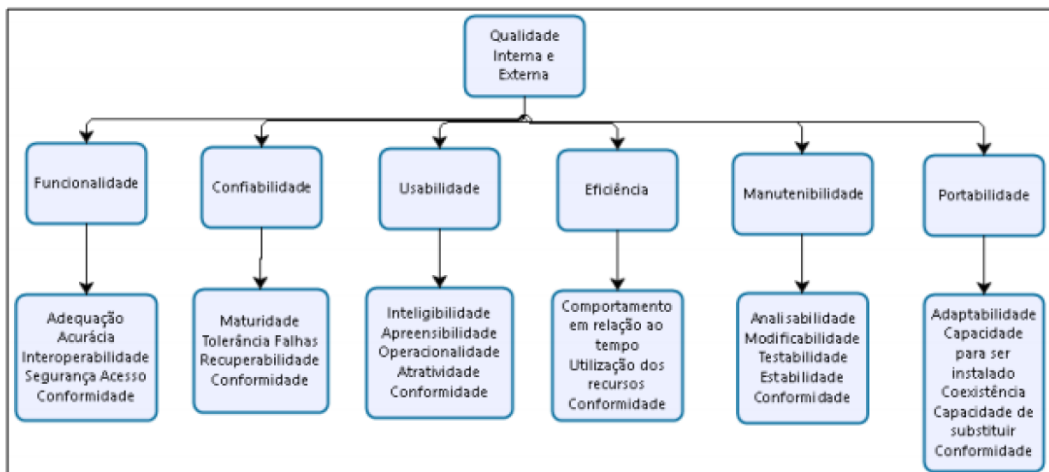 Qualidade
Interna e
Externa
Funcionalidade
Confiabilidade
Usabilidade
Eficiência
Manutenibilidade
Portabilidade
Adequação
Acurácia
Interoperabilidade
Segurança Acesso
Conformidade
Maturidade
Tolerância Falhas
Recuperabilidade
Conformidade
Inteligibilidade
Apreensibilidade
Operacionalidade
Atratividade
Conformidade
Comportamento
em relação ao
tempo
Utilização dos
recursos
Conformidade
Analisabilidade
Modificabilidade
Testabilidade
Estabilidade
Conformidade
Adaptabilidade
Capacidade
para ser
instalado
Coexistência
Capacidade de
substituir
Conformidade